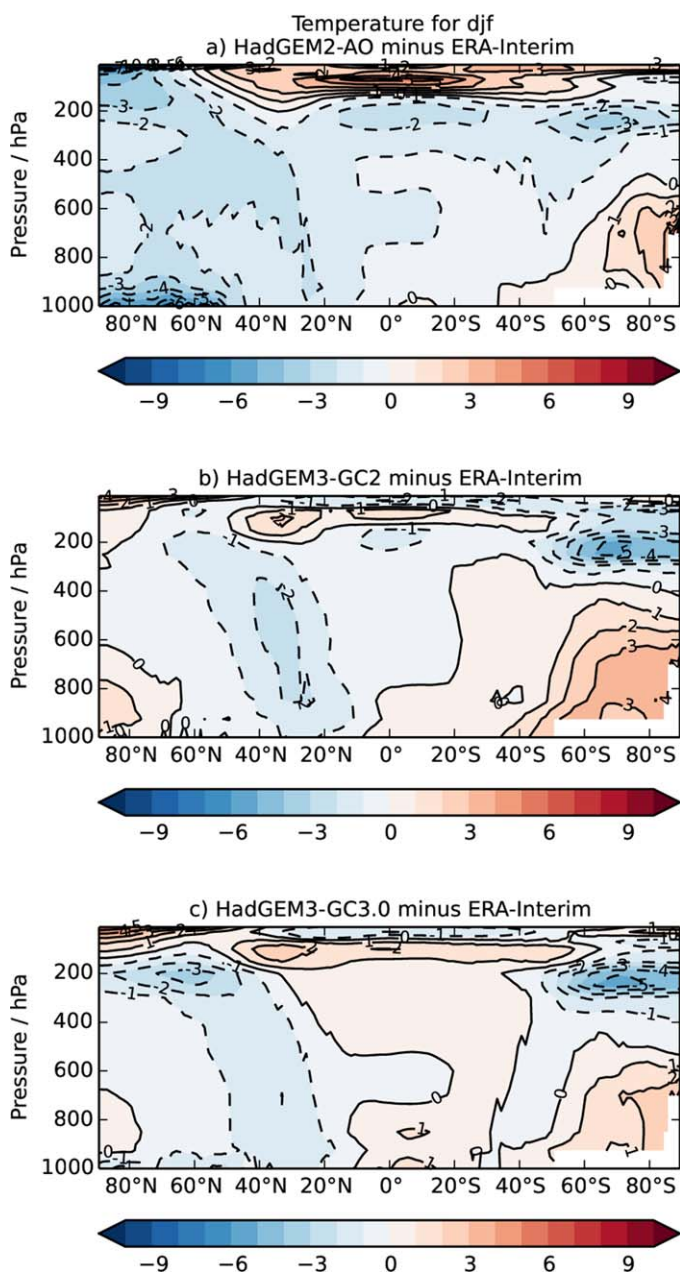 Temperature for djf
a) HadGEM2-AO minus ERA-Interim
Pressure / hPa
200
400
600
800
1000
80°N 60°N 40°N 20°N 0° 20°S 40°S 60°S 80°S
−9 −6 −3 0 3 6 9
b) HadGEM3-GC2 minus ERA-Interim
Pressure / hPa
200
400
600
800
1000
80°N 60°N 40°N 20°N 0° 20°S 40°S 60°S 80°S
−9 −6 −3 0 3 6 9
c) HadGEM3-GC3.0 minus ERA-Interim
Pressure / hPa
200
400
600
800
1000
80°N 60°N 40°N 20°N 0° 20°S 40°S 60°S 80°S
−9 −6 −3 0 3 6 9